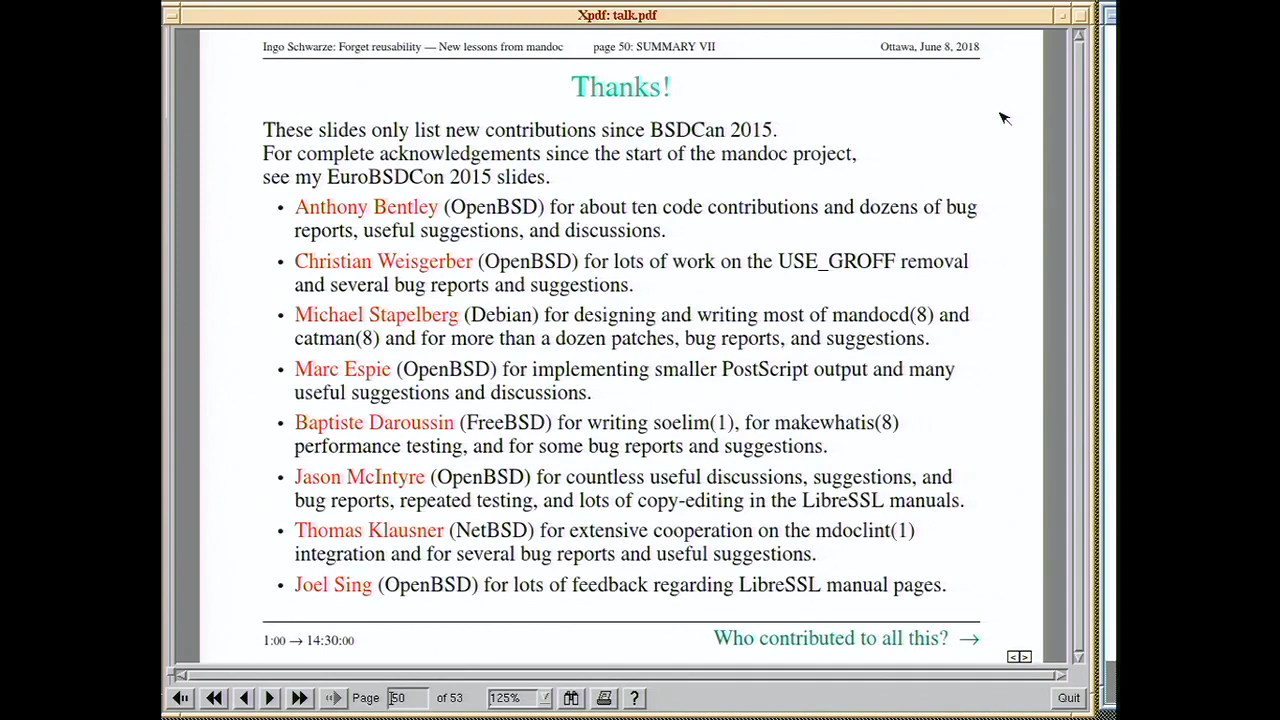 Xpdf: talk.pdf
Ingo Schwarze: Forget reusability — New lessons from mandoc page 50: SUMMARY VII Ottawa, June 8, 2018
Thanks!
These slides only list new contributions since BSDCan 2015.
For complete acknowledgements since the start of the mandoc project,
see my EuroBSDCon 2015 slides.
• Anthony Bentley (OpenBSD) for about ten code contributions and dozens of bug
reports, useful suggestions, and discussions.
• Christian Weisgerber (OpenBSD) for lots of work on the USE_GROFF removal
and several bug reports and suggestions.
• Michael Stapelberg (Debian) for designing and writing most of mandocd(8) and
catman(8) and for more than a dozen patches, bug reports, and suggestions.
• Marc Espie (OpenBSD) for implementing smaller PostScript output and many
useful suggestions and discussions.
• Baptiste Daroussin (FreeBSD) for writing soelim(1), for makewhatis(8)
performance testing, and for some bug reports and suggestions.
• Jason McIntyre (OpenBSD) for countless useful discussions, suggestions, and
bug reports, repeated testing, and lots of copy-editing in the LibreSSL manuals.
• Thomas Klausner (NetBSD) for extensive cooperation on the mdoclint(1)
integration and for several bug reports and useful suggestions.
• Joel Sing (OpenBSD) for lots of feedback regarding LibreSSL manual pages.
1:00 → 14:30:00 Who contributed to all this? →
Page 50 of 53 125% ? Quit